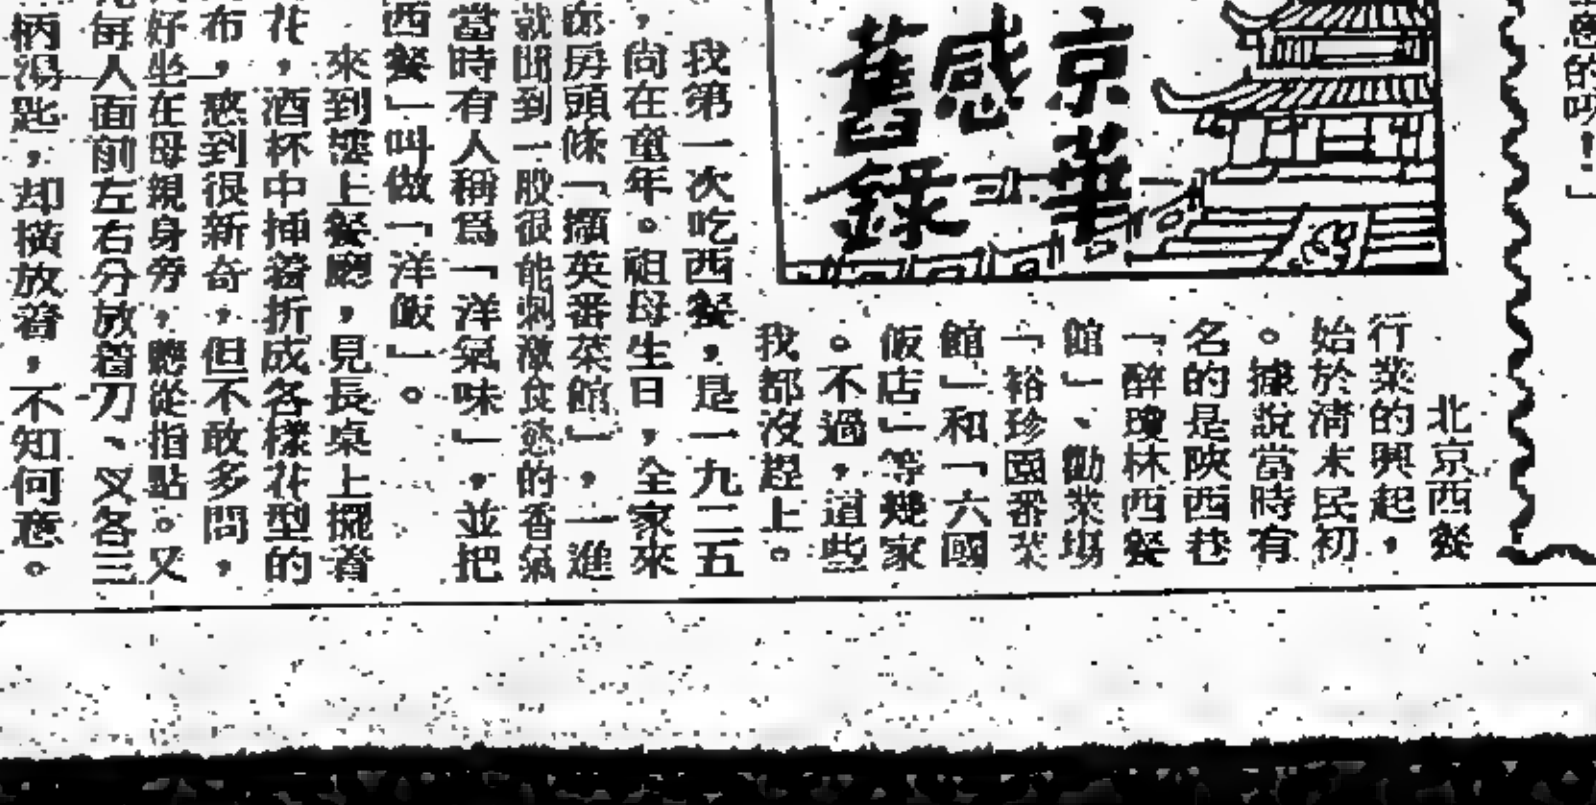 京華
感
舊錄
北京西餐
行業的興起，
始於清末民初
。據說當時有
名的是陝西巷
「醉瓊林西餐
館」、勸業場
「裕珍園番菜
館」和「六國
飯店」等幾家
。不過，這些
我都沒趕上。
我第一次吃西餐，是一九二五
，尚在童年。祖母生日，全家來
房頭條「擷英番菜館」，一進
就聞到一股很能刺激食慾的香氣
當時有人稱爲「洋氣味」，並把
西餐」叫做「洋飯」。
來到樓上餐廳，見長桌上擺着
花，酒杯中插着折成各樣花型的
布，感到很新奇，但不敢多問，
好坐在母親身旁，聽從指點。又
每人面前左右分放着刀、叉各三
柄湯匙，却橫放着，不知何意。